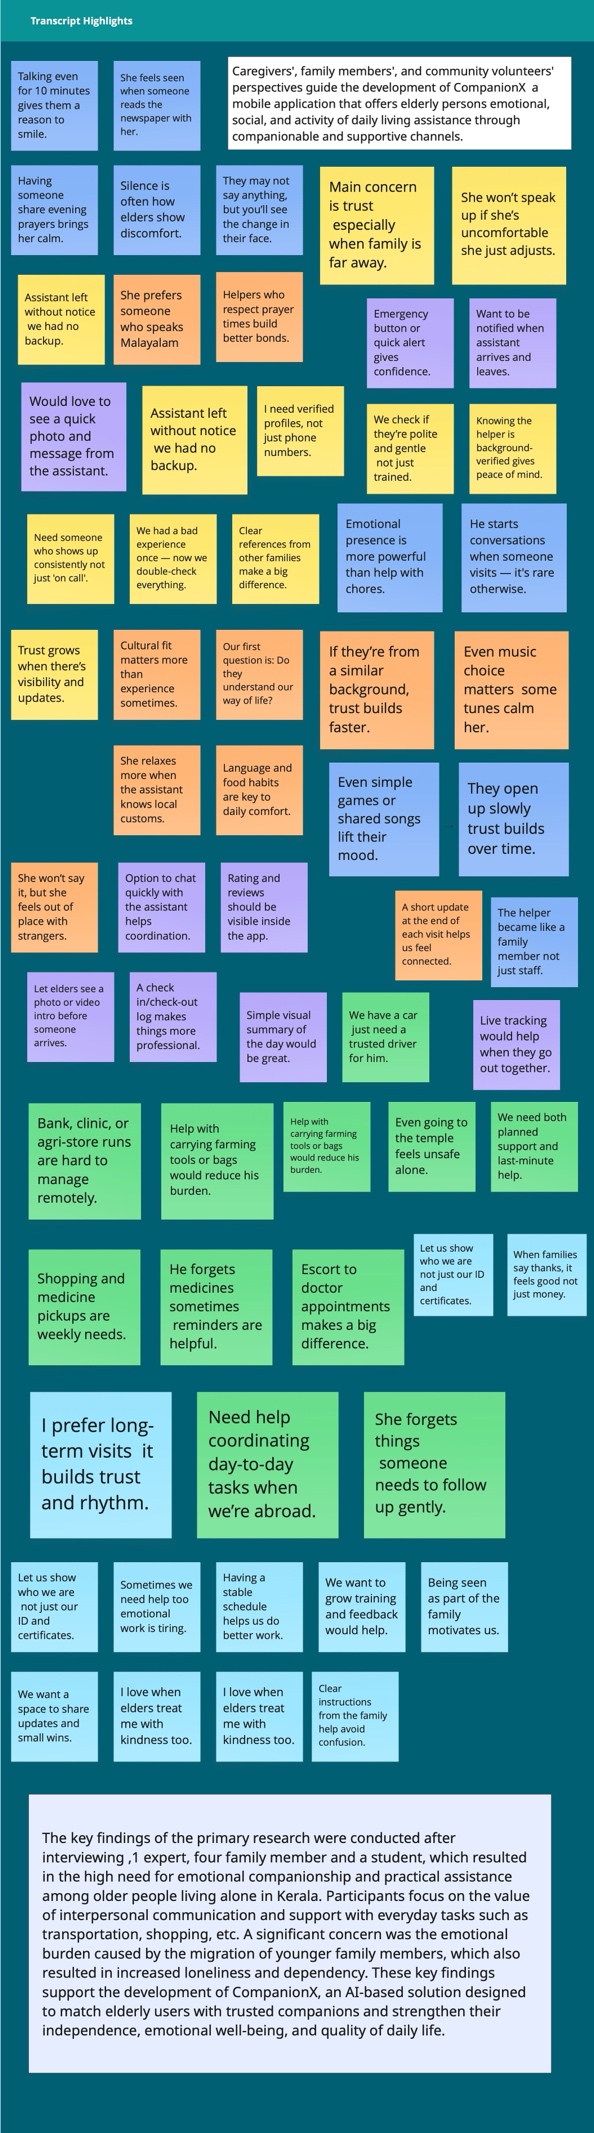 Transcript Highlights
Talking even
for 10 minutes
gives them a
reason to
smile.
She feels seen
when someone
reads the
newspaper with
her.
Caregivers', family members', and community volunteers'
perspectives guide the development of CompanionX  a
mobile application that offers elderly persons emotional,
social, and activity of daily living assistance through
companionable and supportive channels.
Having
someone
share evening
prayers brings
her calm.
Silence is
often how
elders show
discomfort.
They may not
say anything,
but you'll see
the change in
their face.
Main concern
is trust
especially
when family is
far away.
She won't speak
up if she's
uncomfortable
she just adjusts.
Assistant left
without notice
we had no
backup.
She prefers
someone
who speaks
Malayalam
Helpers who
respect prayer
times build
better bonds.
Emergency
button or
quick alert
gives
confidence.
Want to be
notified when
assistant
arrives and
leaves.
Would love to
see a quick
photo and
message from
the assistant.
Assistant left
without notice
we had no
backup.
I need verified
profiles, not
just phone
numbers.
We check if
they're polite
and gentle
not just
trained.
Knowing the
helper is
background-
verified gives
peace of mind.
Need someone
who shows up
consistently not
just 'on call'.
We had a bad
experience
once — now we
double-check
everything.
Clear
references from
other families
make a big
difference.
Emotional
presence is
more powerful
than help with
chores.
He starts
conversations
when someone
visits — it's rare
otherwise.
Trust grows
when there's
visibility and
updates.
Cultural fit
matters more
than
experience
sometimes.
Our first
question is: Do
they
understand our
way of life?
If they're from
a similar
background,
trust builds
faster.
Even music
choice
matters  some
tunes calm
her.
She relaxes
more when
the assistant
knows local
customs.
Language and
food habits
are key to
daily comfort.
Even simple
games or
shared songs
lift their
mood.
They open
up slowly
trust builds
over time.
She won't say
it, but she
feels out of
place with
strangers.
Option to chat
quickly with
the assistant
helps
coordination.
Rating and
reviews
should be
visible inside
the app.
A short update
at the end of
each visit helps
us feel
connected.
The helper
became like a
family
member not
just staff.
Let elders see a
photo or video
intro before
someone
arrives.
A check
in/check-out
log makes
things more
professional.
Simple visual
summary of
the day would
be great.
We have a car
just need a
trusted driver
for him.
Live tracking
would help
when they go
out together.
Bank, clinic, or
agri-store runs
are hard to
manage
remotely.
Help with
carrying farming
tools or bags
would reduce his
burden.
Help with
carrying farming
tools or bags
would reduce his
burden.
Even going to
the temple
feels unsafe
alone.
We need both
planned
support and
last-minute
help.
Shopping and
medicine
pickups are
weekly needs.
He forgets
medicines
sometimes
reminders are
helpful.
Escort to
doctor
appointments
makes a big
difference.
Let us show
who we are
not just our ID
and
certificates.
When families
say thanks, it
feels good not
just money.
I prefer long-
term visits  it
builds trust
and rhythm.
Need help
coordinating
day-to-day
tasks when
we're abroad.
She forgets
things
someone
needs to follow
up gently.
Let us show
who we are
not just our
ID and
certificates.
Sometimes we
need help too
emotional
work is tiring.
Having a
stable
schedule
helps us do
better work.
We want to
grow training
and feedback
would help.
Being seen
as part of the
family
motivates us.
We want a
space to share
updates and
small wins.
I love when
elders treat
me with
kindness too.
I love when
elders treat
me with
kindness too.
Clear
instructions
from the family
help avoid
confusion.
The key findings of the primary research were conducted after
interviewing ,1 expert, four family member and a student, which resulted
in the high need for emotional companionship and practical assistance
among older people living alone in Kerala. Participants focus on the value
of interpersonal communication and support with everyday tasks such as
transportation, shopping, etc. A significant concern was the emotional
burden caused by the migration of younger family members, which also
resulted in increased loneliness and dependency. These key findings
support the development of CompanionX, an AI-based solution designed
to match elderly users with trusted companions and strengthen their
independence, emotional well-being, and quality of daily life.